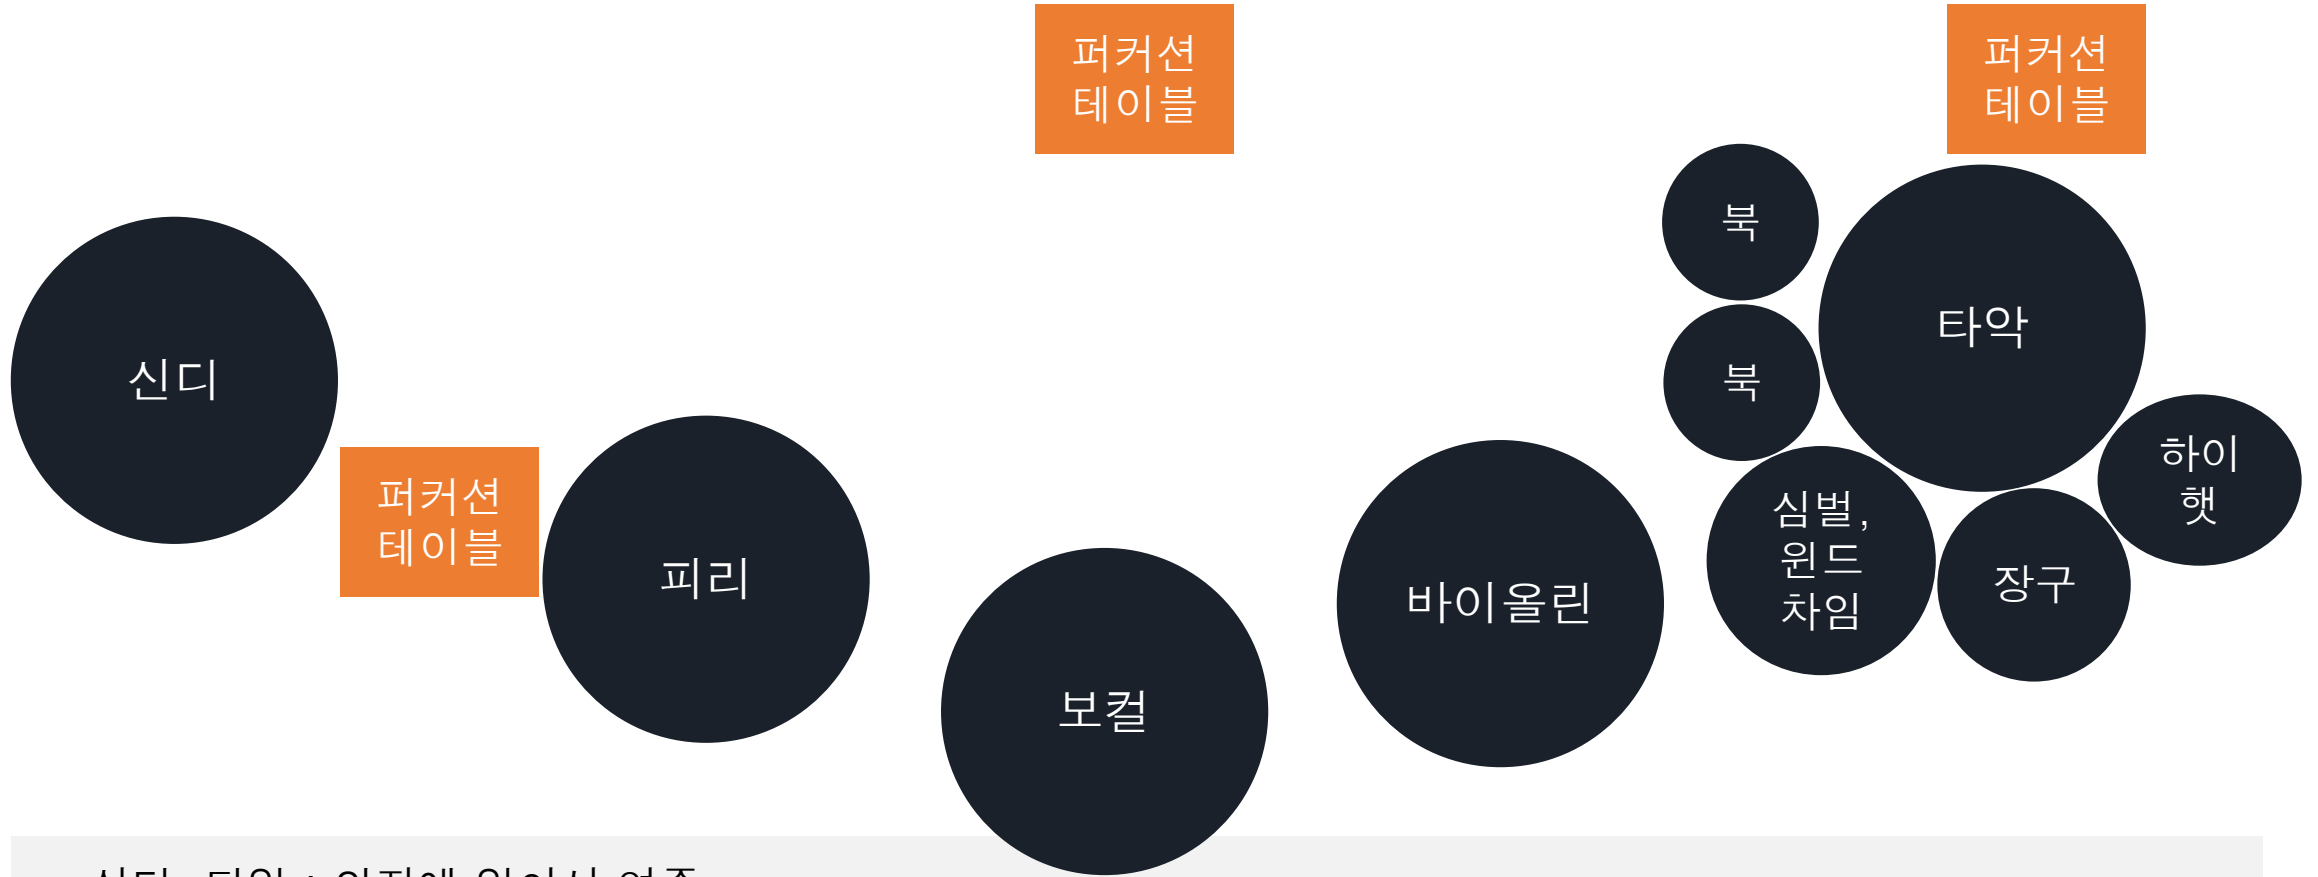 퍼커션
테이블
퍼커션
테이블
북
타악
신디
북
하이
햇
퍼커션
테이블
피리
심벌,
윈드
차임
장구
바이올린
보컬